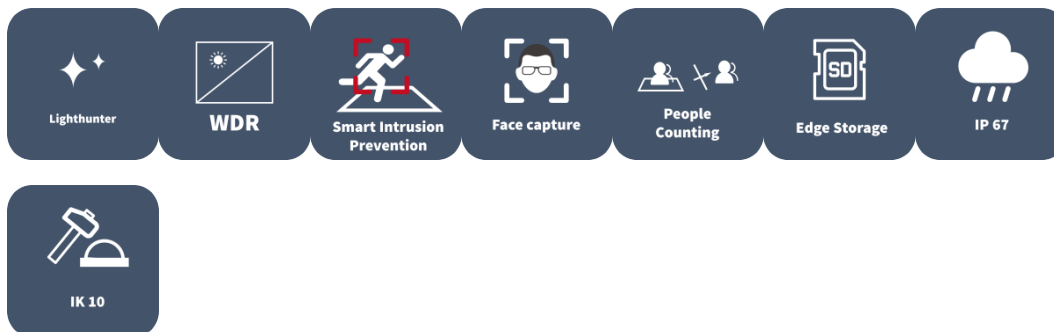 Lighthunter
WDR
Smart Intrusion
Prevention
Face capture
People
Counting
SD
Edge Storage
IP 67
IK 10